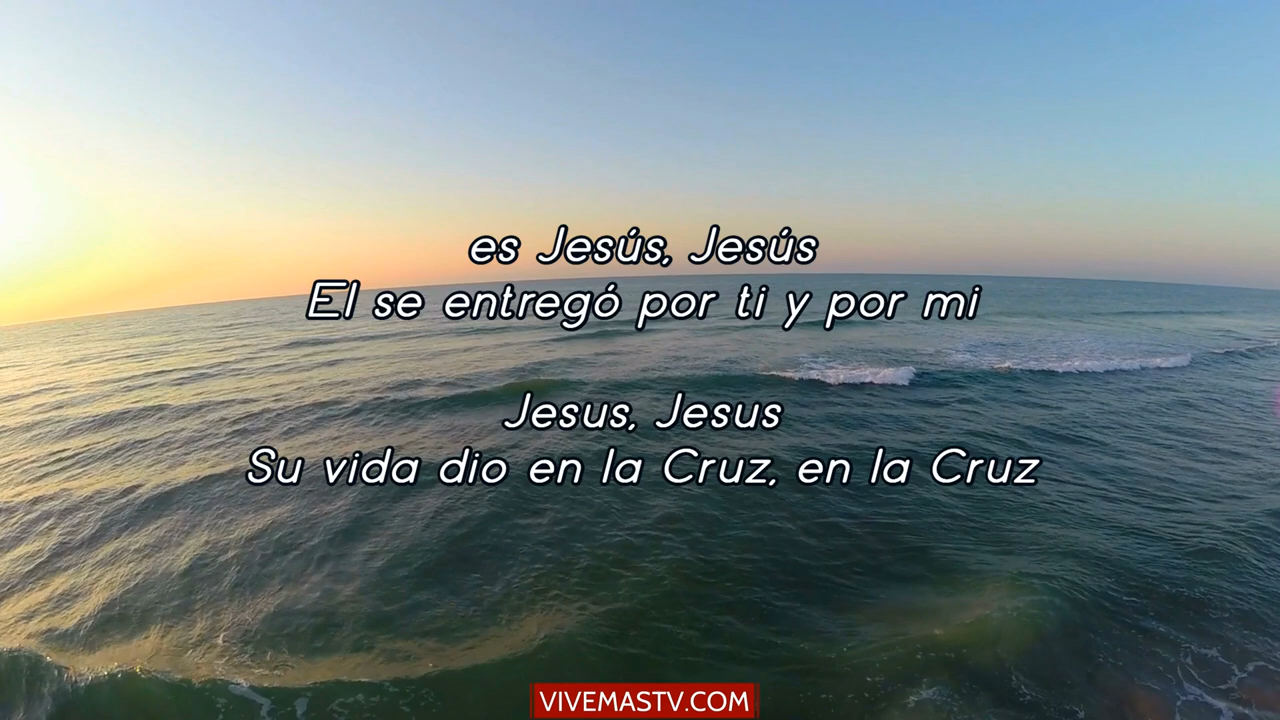 es Jesús, Jesús
El se entregó por ti y por mi
Jesus, Jesus
Su vida dio en la Cruz, en la Cruz
VIVEMASTV.COM